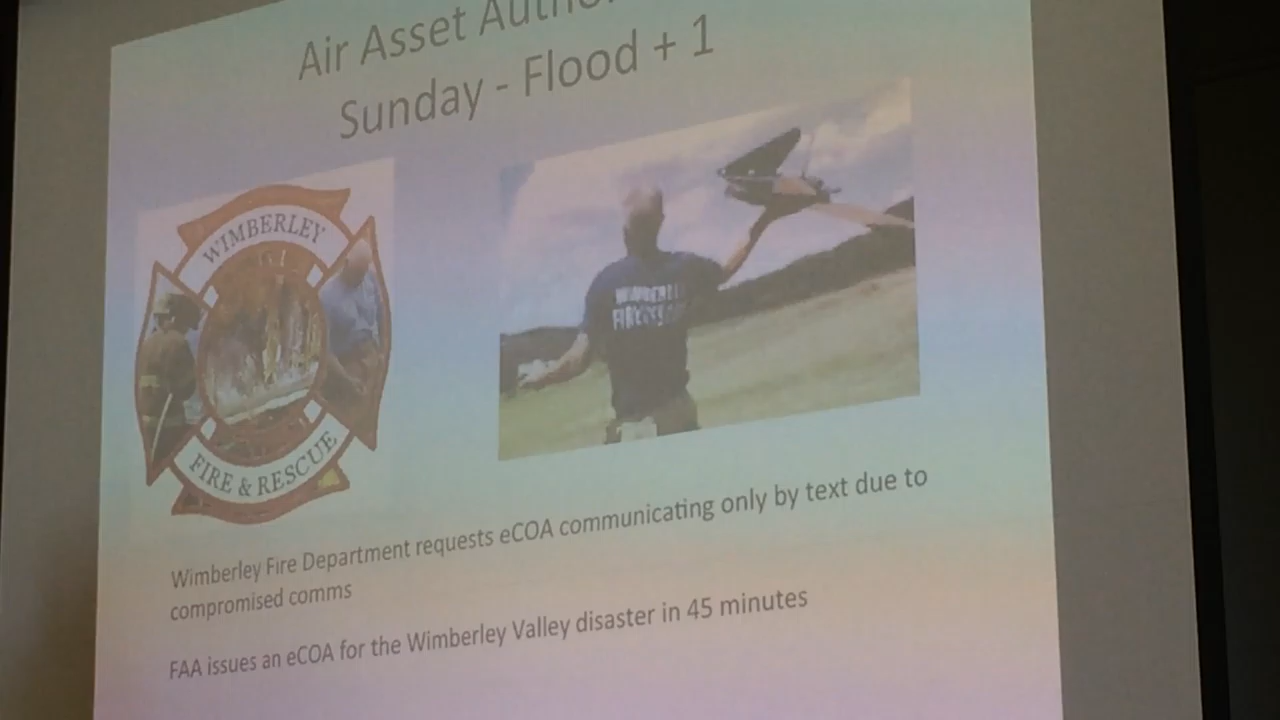 Air Asset
Sunday - Flood + 1
WIMBERLEY
FIRE & RESCUE
Wimberley Fire Department requests eCOA communicating only by text due to
compromised comms
FAA issues an eCOA for the Wimberley Valley disaster in 45 minutes